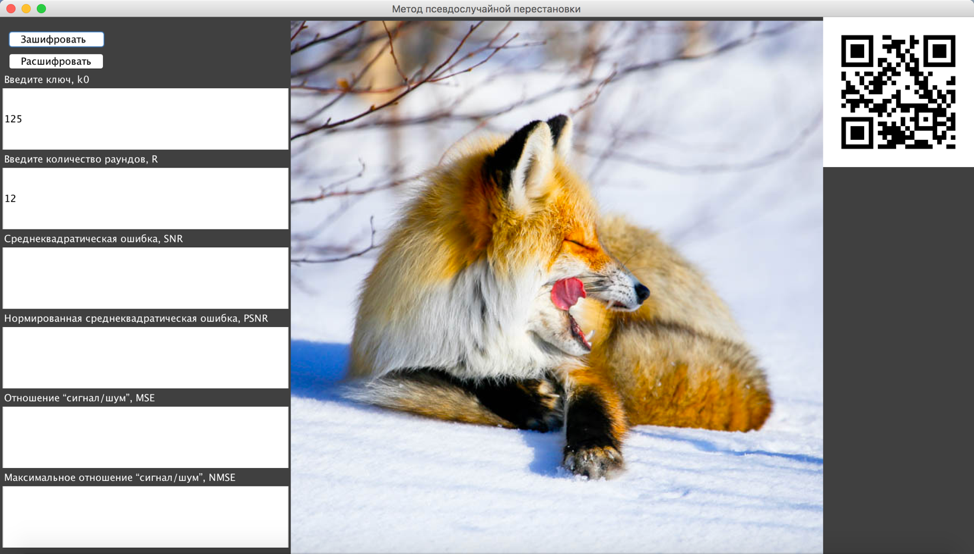 Метод псевдослучайной перестановки
Зашифровать
Расшифровать
Введите ключ, k0
125
Введите количество раундов, R
12
Среднеквадратическая ошибка, SNR
Нормированная среднеквадратическая ошибка, PSNR
Отношение “сигнал/шум”, MSE
Максимальное отношение “сигнал/шум”, NMSE